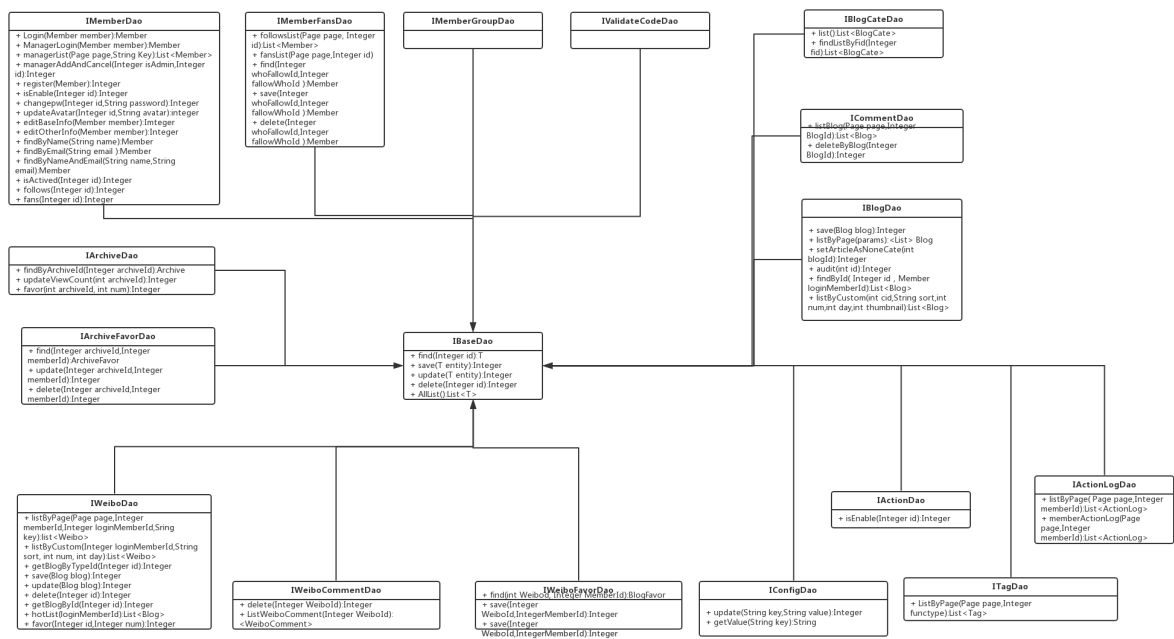 IMemberDao
+ Login(Member member):Member
+ ManagerLogin(Member member):Member
+ managerList(Page page,String Key):List<Member>
+ managerAddAndCancel(Integer isAdmin,Integer
id):Integer
+ register(Member):Integer
+ isEnable(Integer id):Integer
+ changepw(Integer id,String password):Integer
+ updateAvatar(Integer id,String avatar):integer
+ editBaseInfo(Member member):Imteger
+ editOtherInfo(Member member):Integer
+ findByName(String name):Member
+ findByEmail(String email ):Member
+ findByNameAndEmail(String name,String
email):Member
+ isActived(Integer id):Integer
+ follows(Integer id):Integer
+ fans(Integer id):Integer
IMemberFansDao
+ followsList(Page page, Integer
id):List<Member>
+ fansList(Page page,Integer id)
+ find(Integer
whoFallowId,Integer
fallowWhoId ):Member
+ save(Integer
whoFallowId,Integer
fallowWhoId ):Member
+ delete(Integer
whoFallowId,Integer
fallowWhoId ):Member
IMemberGroupDao
IValidateCodeDao
IBlogCateDao
+ list():List<BlogCate>
+ findListByFid(Integer
fid):List<BlogCate>
ICommentDao
+ listBlog(Page page,Integer
BlogId):List<Blog>
+ deleteByBlog(Integer
BlogId):Integer
IBlogDao
+ save(Blog blog):Integer
+ listByPage(params):<List> Blog
+ setArticleAsNoneCate(int
blogId):Integer
+ audit(int id):Integer
+ findById( Integer id , Member
loginMemberId):List<Blog>
+ listByCustom(int cid,String sort,int
num,int day,int thumbnail):List<Blog>
IArchiveDao
+ findByArchiveId(Integer archiveId):Archive
+ updateViewCount(int archiveId):Integer
+ favor(int archiveId, int num):Integer
IArchiveFavorDao
+ find(Integer archiveId,Integer
memberId):ArchiveFavor
+ update(Integer archiveId,Integer
memberId):Integer
+ delete(Integer archiveId,Integer
memberId):Integer
IBaseDao
+ find(Integer id):T
+ save(T entity):Integer
+ update(T entity):Integer
+ delete(Integer id):Integer
+ AllList():List<T>
IWeiboDao
+ listByPage(Page page,Integer
memberId,Integer loginMemberId,Sring
key):list<Weibo>
+ listByCustom(Integer loginMemberId,String
sort, int num, int day):List<Weibo>
+ getBlogByTypeId(Integer id):Integer
+ save(Blog blog):Integer
+ update(Blog blog):Integer
+ delete(Integer id):Integer
+ getBlogById(Integer id):Integer
+ hotList(loginMemberId):List<Blog>
+ favor(Integer id,Integer num):Integer
IWeiboCommentDao
+ delete(Integer WeiboId):Integer
+ ListWeiboComment(Integer WeiboId):
<WeiboComment>
IWeiboFavorDao
+ find(int WeiboId, Integer MemberId):BlogFavor
+ save(Integer
WeiboId,IntegerMemberId):Integer
+ save(Integer
WeiboId,IntegerMemberId):Integer
IConfigDao
+ update(String key,String value):Integer
+ getValue(String key):String
IActionDao
+ isEnable(Integer id):Integer
ITagDao
+ ListByPage(Page page,Integer
functype):List<Tag>
IActionLogDao
+ listByPage( Page page,Integer
memberId):List<ActionLog>
+ memberActionLog(Page
page,Integer
memberId):List<ActionLog>